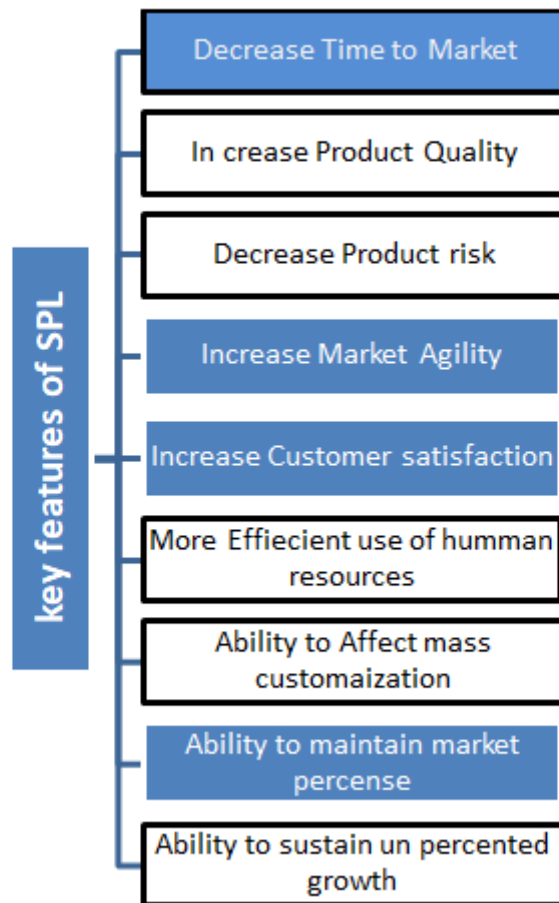 key features of SPL
Decrease Time to Market
In crease Product Quality
Decrease Product risk
Increase Market Agility
Increase Customer satisfaction
More Effiecient use of humman
resources
Ability to Affect mass
customaization
Ability to maintain market
percense
Ability to sustain un percented
growth